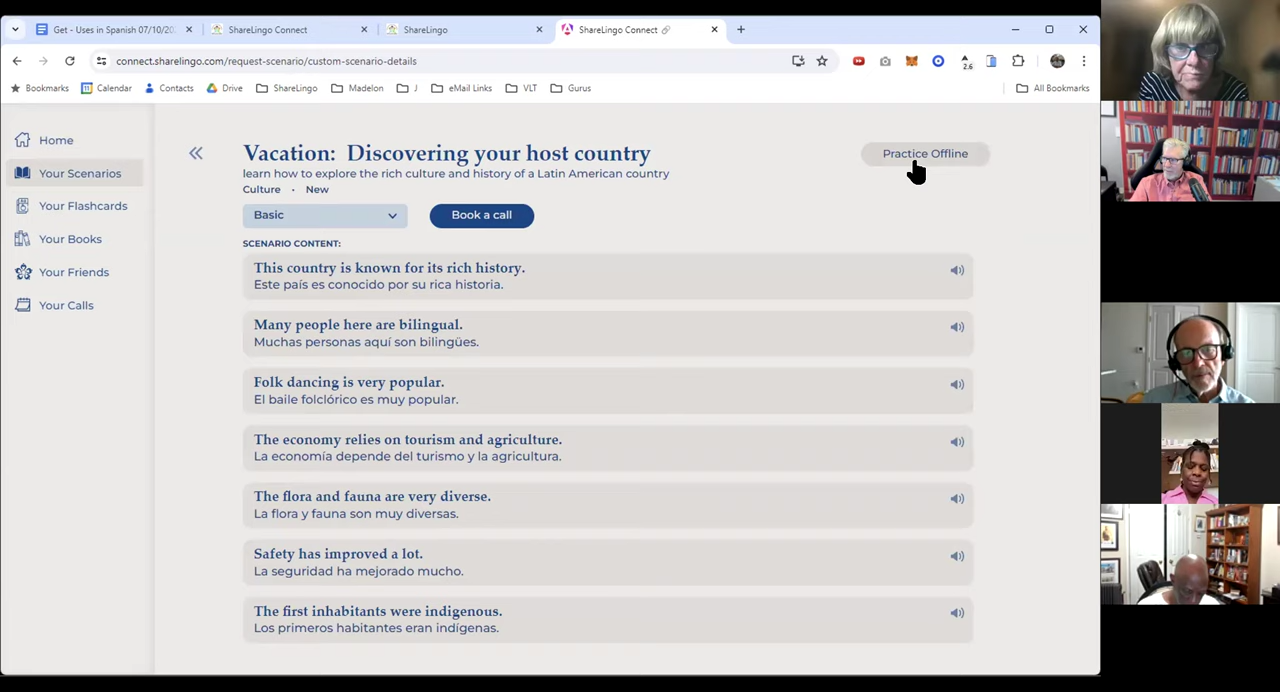 Get - Uses in Spanish 07/10/20
ShareLingo Connect
ShareLingo
ShareLingo Connect
connect.sharelingo.com/request-scenario/custom-scenario-details
2.6
Bookmarks
Calendar
Contacts
Drive
ShareLingo
Madelon
J
eMail Links
VLT
Gurus
All Bookmarks
Home
Your Scenarios
Your Flashcards
Your Books
Your Friends
Your Calls
Vacation: Discovering your host country
Practice Offline
learn how to explore the rich culture and history of a Latin American country
Culture · New
Basic
Book a call
SCENARIO CONTENT:
This country is known for its rich history.
Este país es conocido por su rica historia.
Many people here are bilingual.
Muchas personas aquí son bilingües.
Folk dancing is very popular.
El baile folclórico es muy popular.
The economy relies on tourism and agriculture.
La economía depende del turismo y la agricultura.
The flora and fauna are very diverse.
La flora y fauna son muy diversas.
Safety has improved a lot.
La seguridad ha mejorado mucho.
The first inhabitants were indigenous.
Los primeros habitantes eran indígenas.